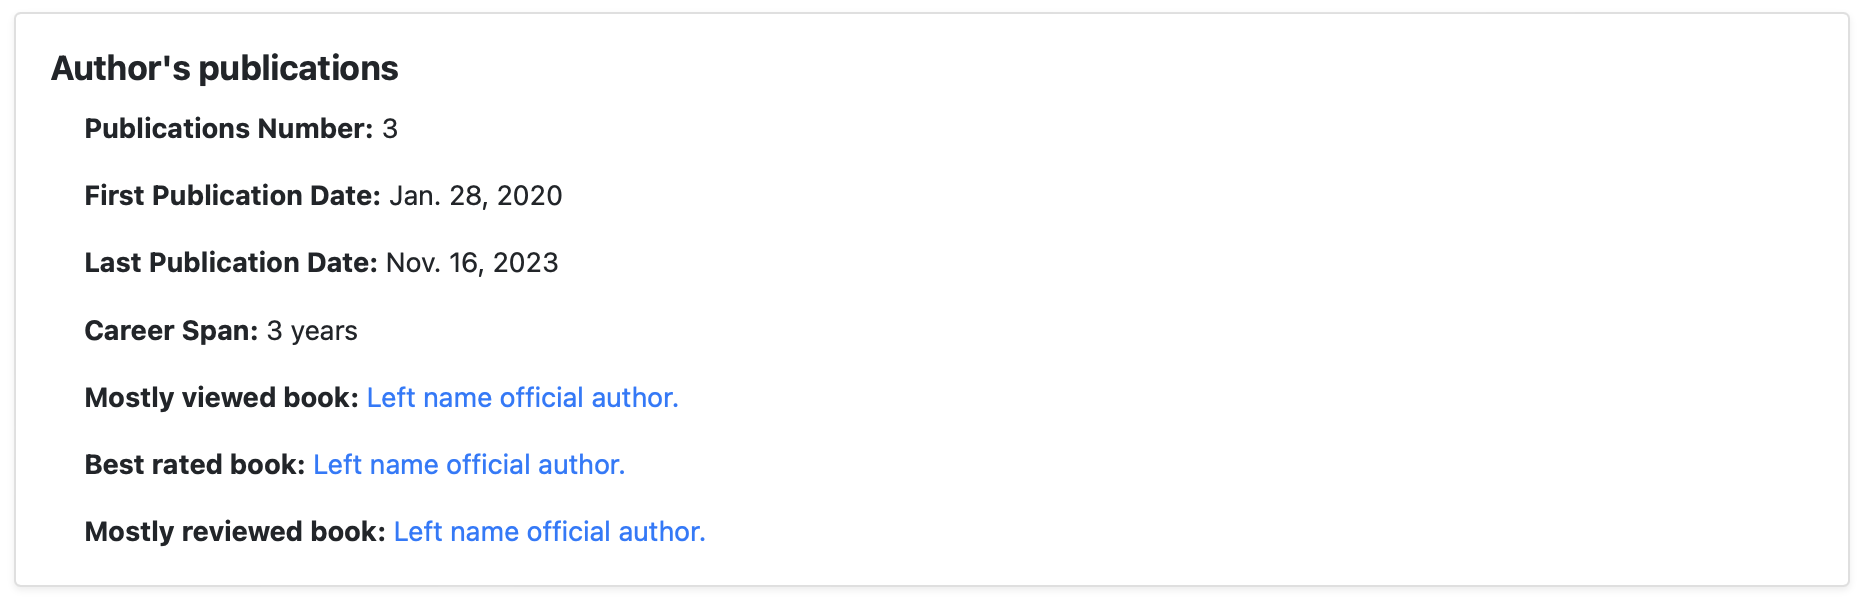 Author's publications
Publications Number: 3
First Publication Date: Jan. 28, 2020
Last Publication Date: Nov. 16, 2023
Career Span: 3 years
Mostly viewed book: Left name official author.
Best rated book: Left name official author.
Mostly reviewed book: Left name official author.